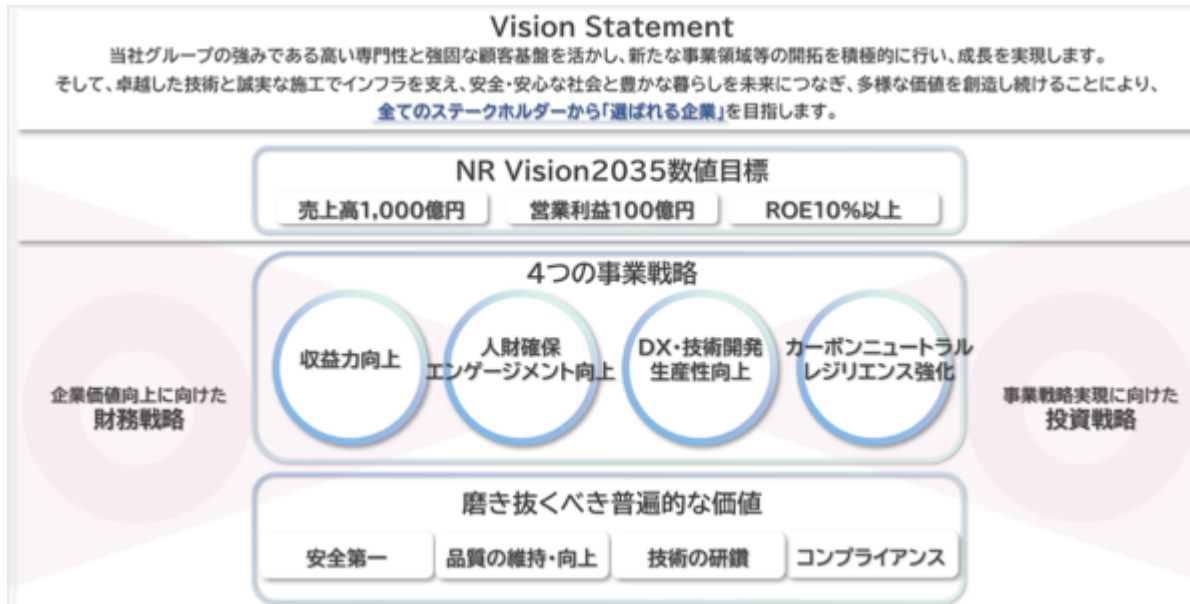 Vision Statement
当社グループの強みである高い専門性と強固な顧客基盤を活かし、新たな事業領域等の開拓を積極的に行い、成長を実現します。
そして、卓越した技術と誠実な施工でインフラを支え、安全・安心な社会と豊かな暮らしを未来につなぎ、多様な価値を創造し続けることにより、
全てのステークホルダーから「選ばれる企業」を目指します。
NR Vision2035数値目標
売上高1,000億円
営業利益100億円
ROE10%以上
4つの事業戦略
収益力向上
人財確保
エンゲージメント向上
DX・技術開発
生産性向上
カーボンニュートラル
レジリエンス強化
企業価値向上に向けた
財務戦略
事業戦略実現に向けた
投資戦略
磨き抜くべき普遍的な価値
安全第一
品質の維持・向上
技術の研鑽
コンプライアンス